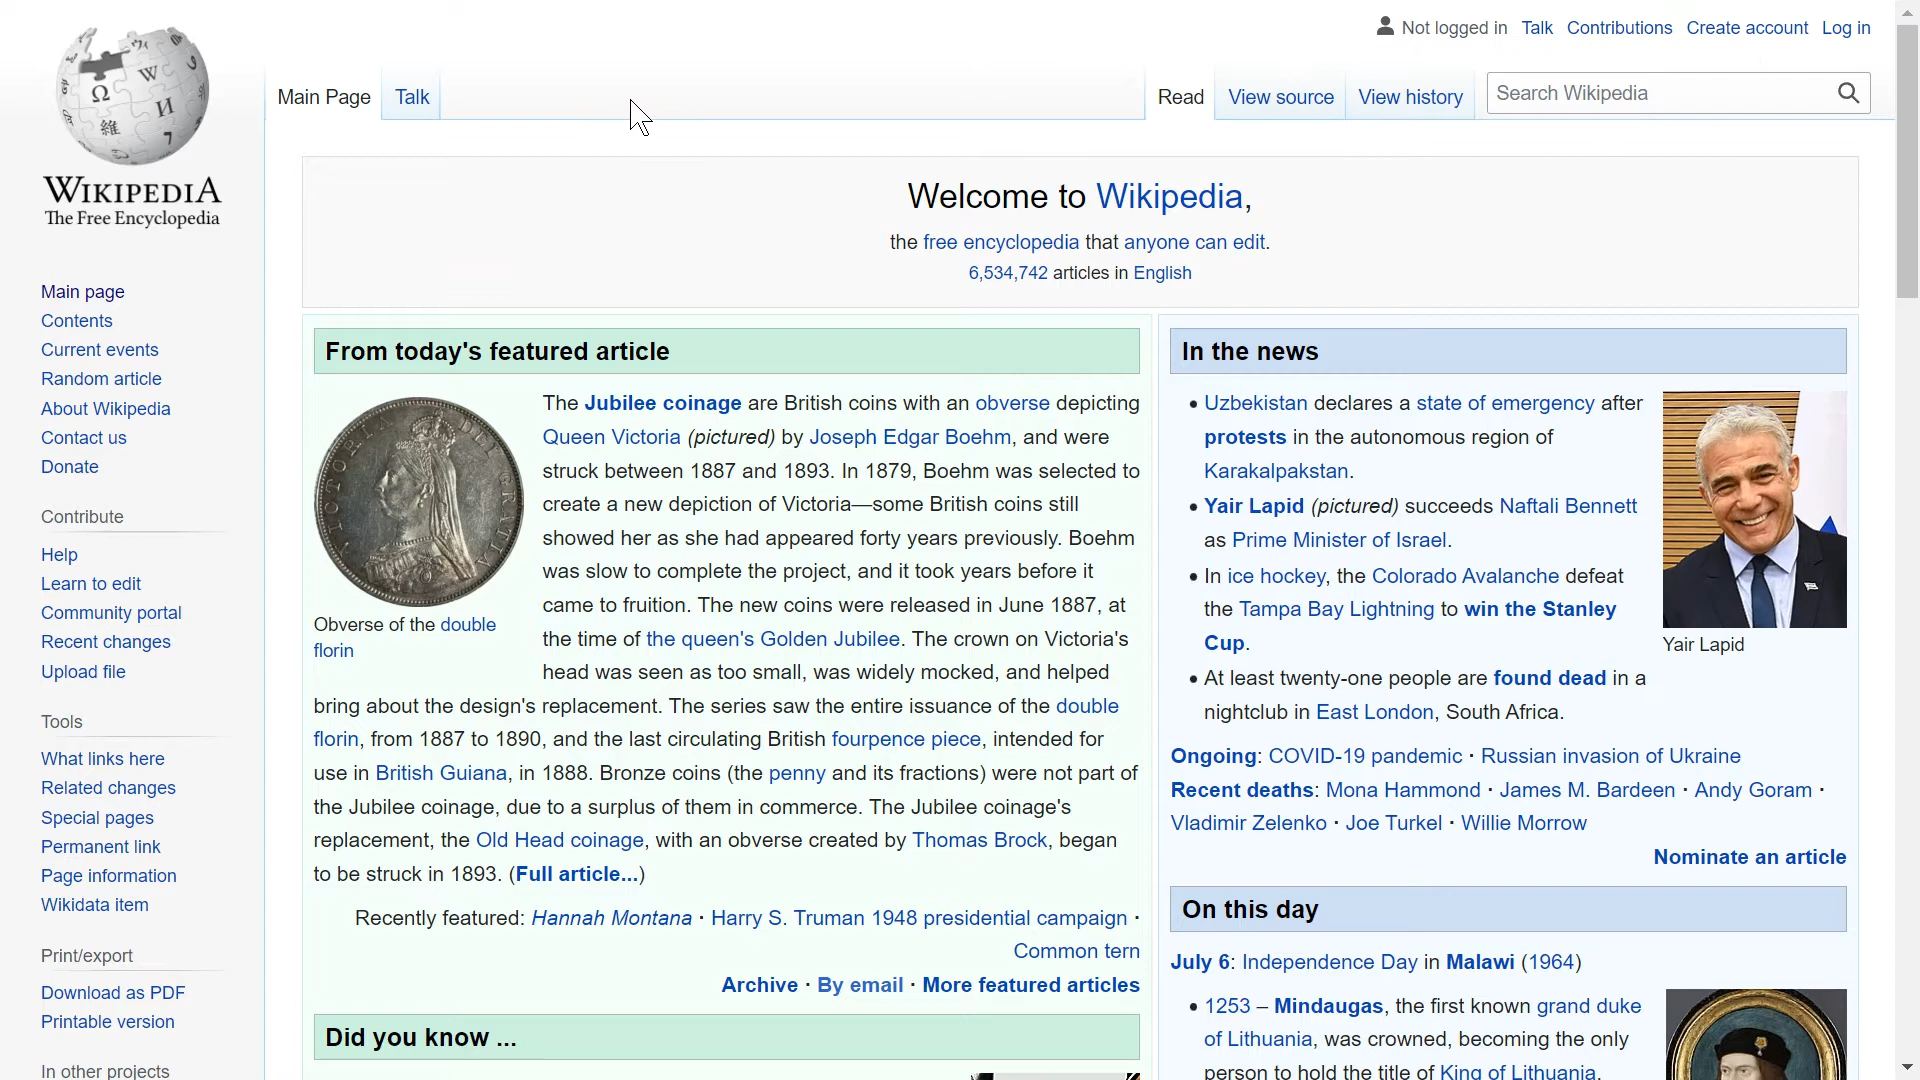 Not logged in Talk Contributions Create account Log in
Main Page Talk Read View source View history Search Wikipedia
WIKIPEDIA
The Free Encyclopedia
Main page
Contents
Current events
Random article
About Wikipedia
Contact us
Donate
Contribute
Help
Learn to edit
Community portal
Recent changes
Upload file
Tools
What links here
Related changes
Special pages
Permanent link
Page information
Wikidata item
Print/export
Download as PDF
Printable version
In other projects
Welcome to Wikipedia,
the free encyclopedia that anyone can edit.
6,534,742 articles in English
From today's featured article
The Jubilee coinage are British coins with an obverse depicting
Queen Victoria (pictured) by Joseph Edgar Boehm, and were
struck between 1887 and 1893. In 1879, Boehm was selected to
create a new depiction of Victoria—some British coins still
showed her as she had appeared forty years previously. Boehm
was slow to complete the project, and it took years before it
came to fruition. The new coins were released in June 1887, at
the time of the queen's Golden Jubilee. The crown on Victoria's
head was seen as too small, was widely mocked, and helped
bring about the design's replacement. The series saw the entire issuance of the double
florin, from 1887 to 1890, and the last circulating British fourpence piece, intended for
use in British Guiana, in 1888. Bronze coins (the penny and its fractions) were not part of
the Jubilee coinage, due to a surplus of them in commerce. The Jubilee coinage's
replacement, the Old Head coinage, with an obverse created by Thomas Brock, began
to be struck in 1893. (Full article...)
Obverse of the double
florin
Recently featured: Hannah Montana · Harry S. Truman 1948 presidential campaign ·
Common tern
Archive · By email · More featured articles
Did you know ...
In the news
• Uzbekistan declares a state of emergency after
protests in the autonomous region of
Karakalpakstan.
• Yair Lapid (pictured) succeeds Naftali Bennett
as Prime Minister of Israel.
• In ice hockey, the Colorado Avalanche defeat
the Tampa Bay Lightning to win the Stanley
Cup.
• At least twenty-one people are found dead in a
nightclub in East London, South Africa.
Yair Lapid
Ongoing: COVID-19 pandemic · Russian invasion of Ukraine
Recent deaths: Mona Hammond · James M. Bardeen · Andy Goram ·
Vladimir Zelenko · Joe Turkel · Willie Morrow
Nominate an article
On this day
July 6: Independence Day in Malawi (1964)
• 1253 – Mindaugas, the first known grand duke
of Lithuania, was crowned, becoming the only
person to hold the title of King of Lithuania.